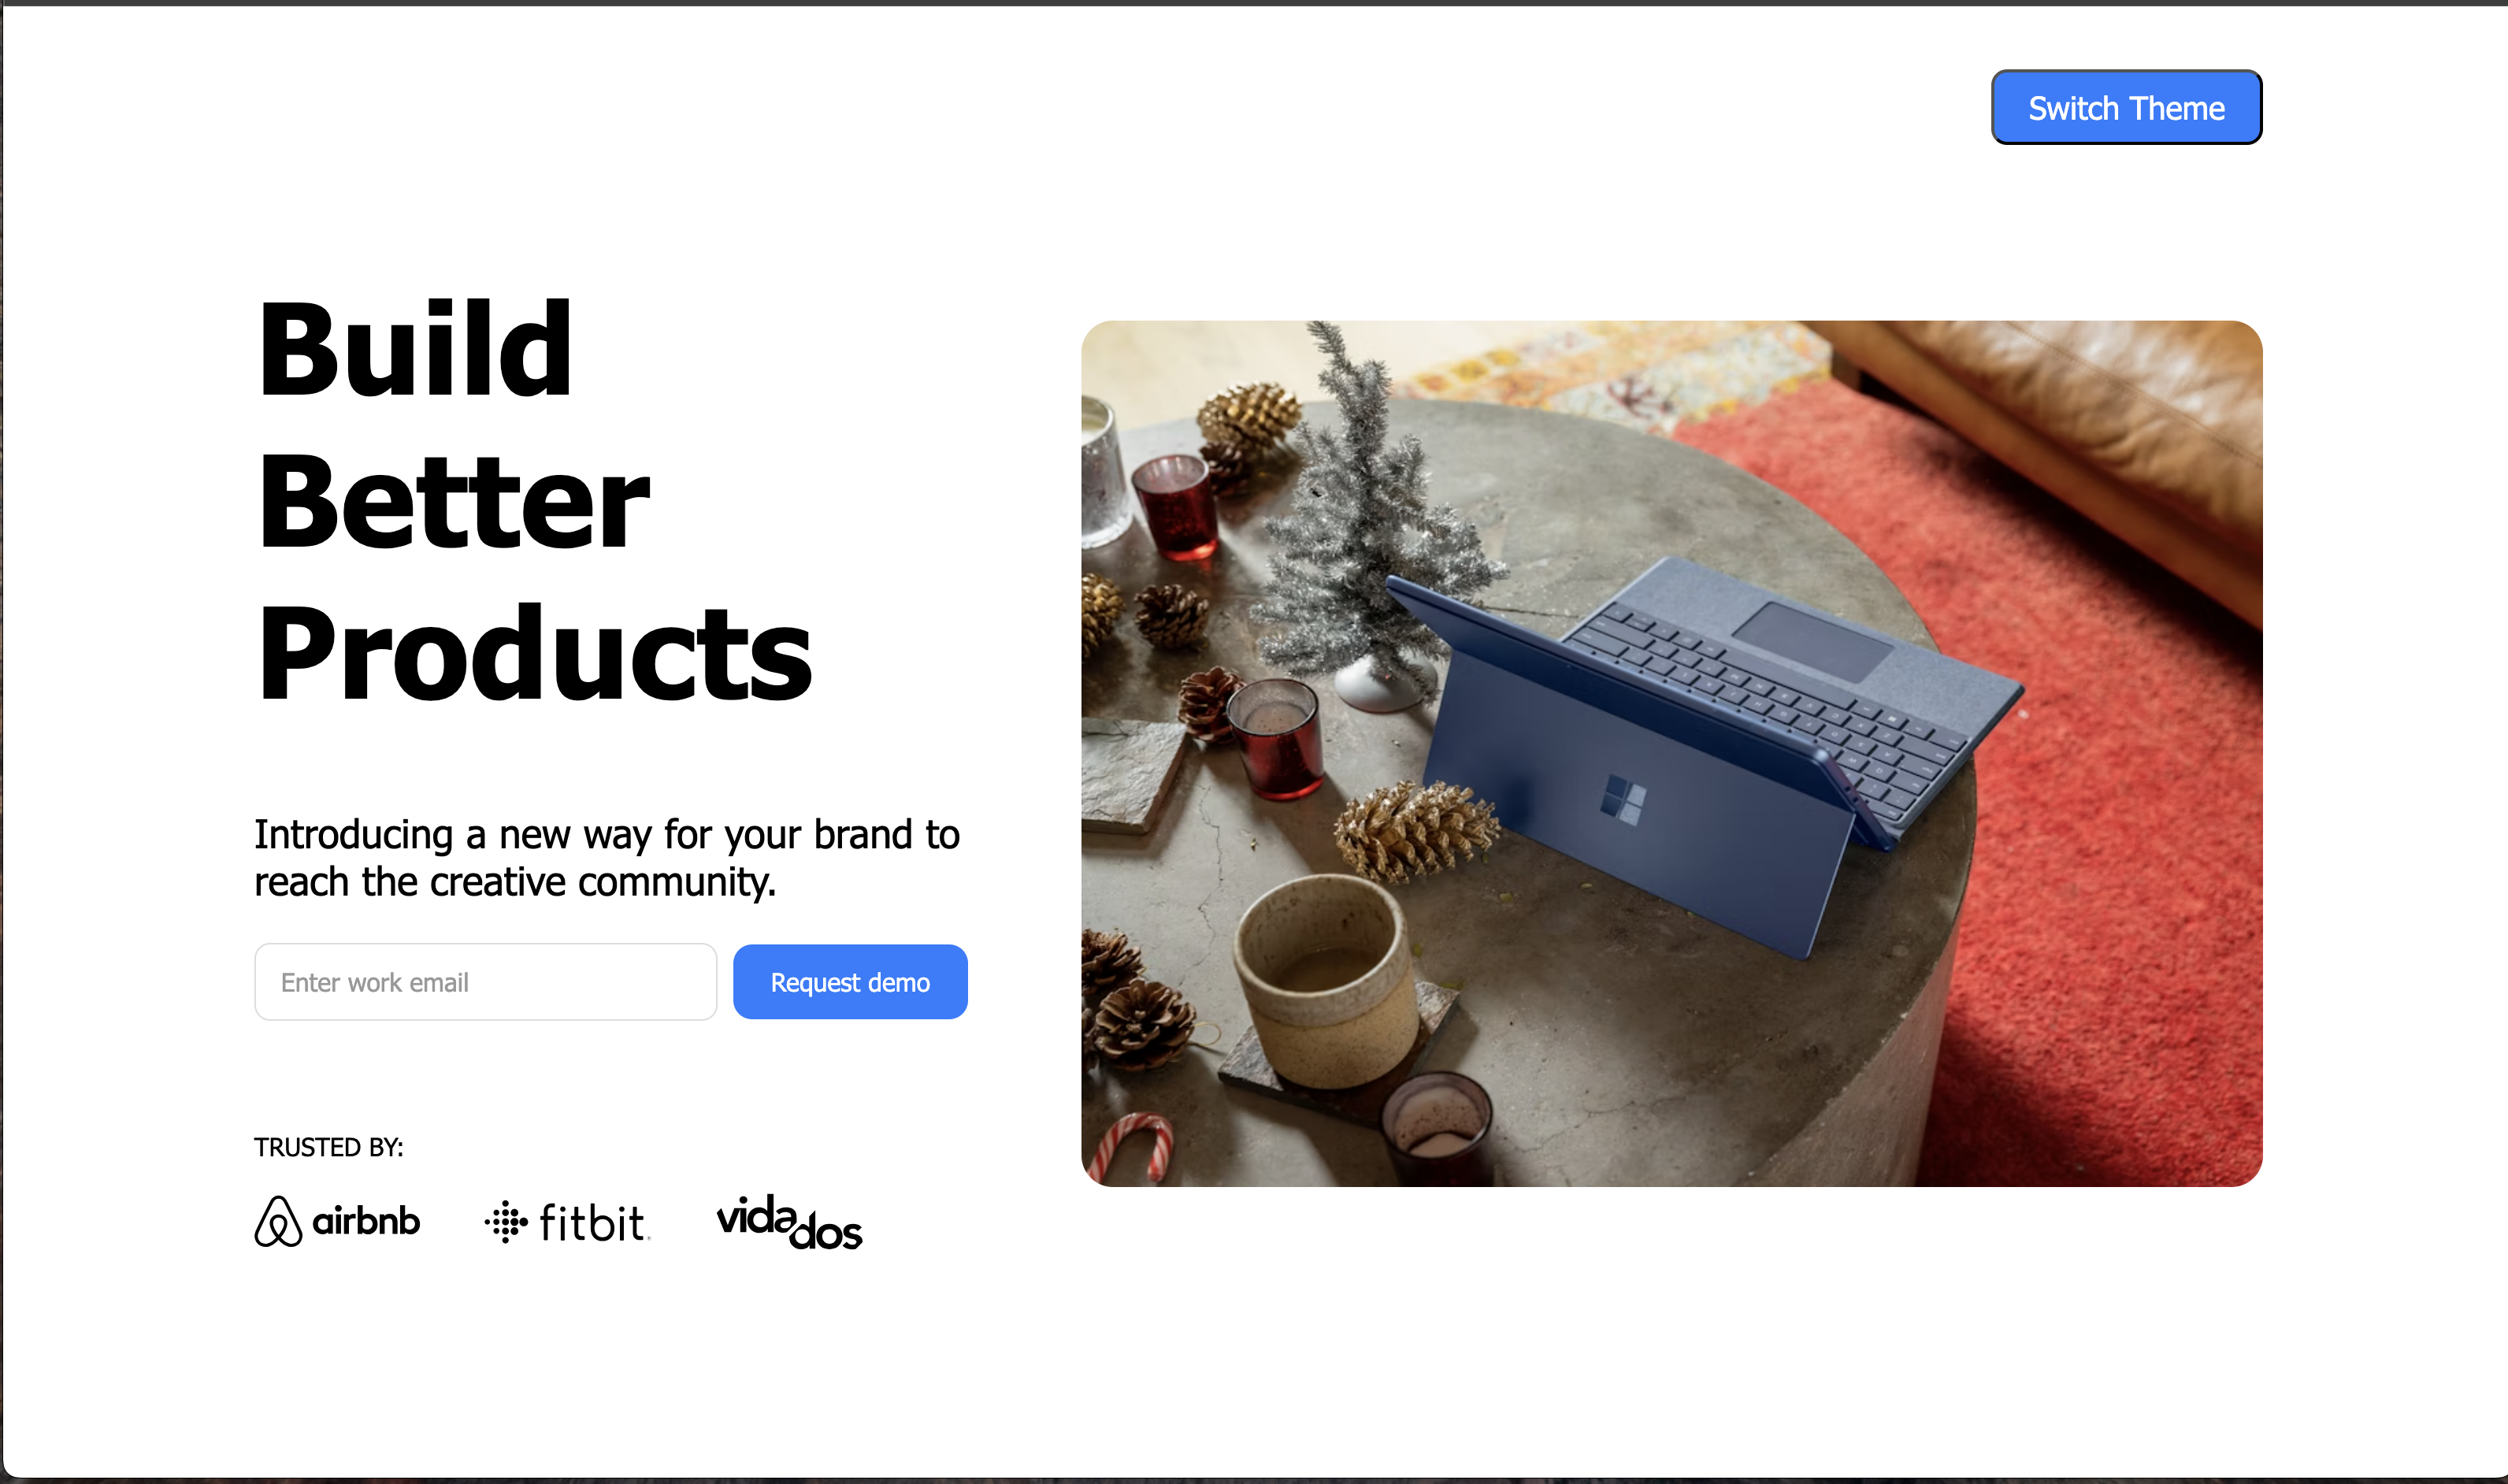 Switch Theme
Build
Better
Products
Introducing a new way for your brand to
reach the creative community.
Enter work email
Request demo
TRUSTED BY:
airbnb
fitbit
vidados